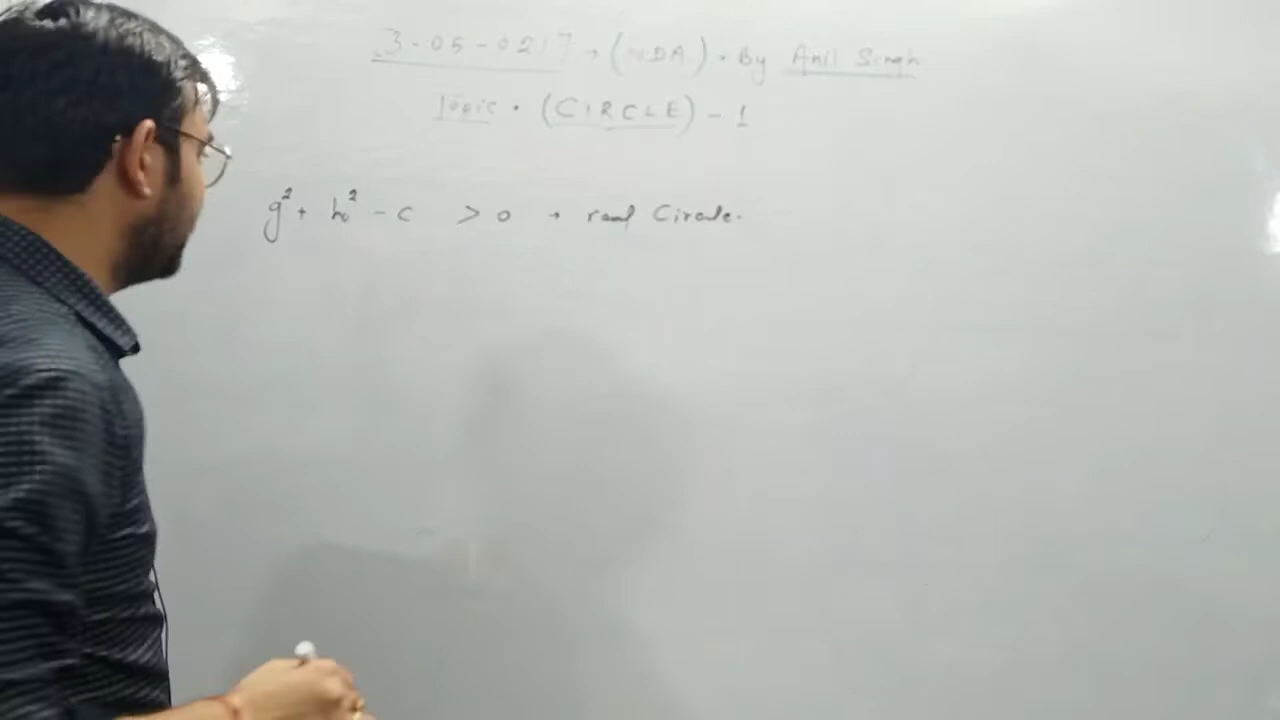 3-05-0217 → (NDA) • By Anil Singh
Topic • (CIRCLE) - 1
g² + h² - c > 0 → real Circle.